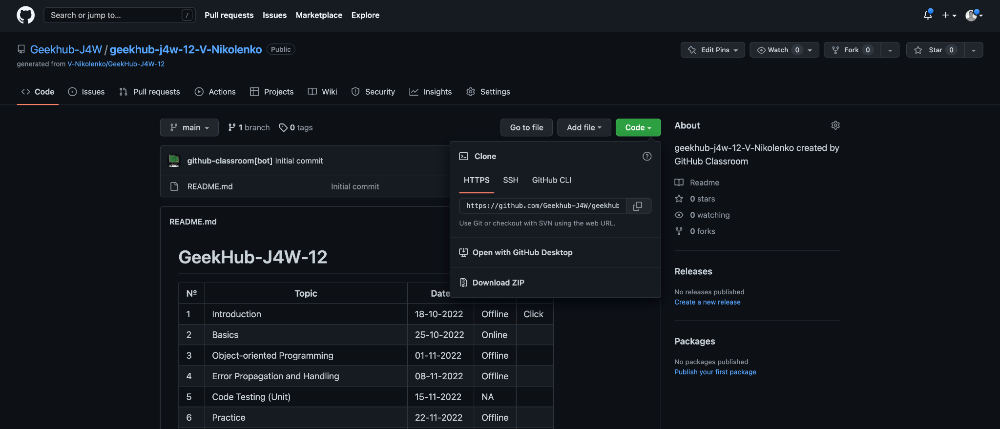 Search or jump to... /
Pull requests Issues Marketplace Explore
Geekhub-J4W / geekhub-j4w-12-V-Nikolenko Public
Edit Pins Watch 0 Fork 0 Star 0
generated from V-Nikolenko/GeekHub-J4W-12
Code Issues Pull requests Actions Projects Wiki Security Insights Settings
main 1 branch 0 tags
Go to file Add file Code
github-classroom[bot] Initial commit
README.md Initial commit
Clone
HTTPS SSH GitHub CLI
https://github.com/Geekhub-J4W/geekhub
Use Git or checkout with SVN using the web URL.
Open with GitHub Desktop
Download ZIP
README.md
GeekHub-J4W-12
Nº Topic Date
1 Introduction 18-10-2022 Offline Click
2 Basics 25-10-2022 Online
3 Object-oriented Programming 01-11-2022 Offline
4 Error Propagation and Handling 08-11-2022 Offline
5 Code Testing (Unit) 15-11-2022 NA
6 Practice 22-11-2022 Offline
About
geekhub-j4w-12-V-Nikolenko created by
GitHub Classroom
Readme
0 stars
0 watching
0 forks
Releases
No releases published
Create a new release
Packages
No packages published
Publish your first package